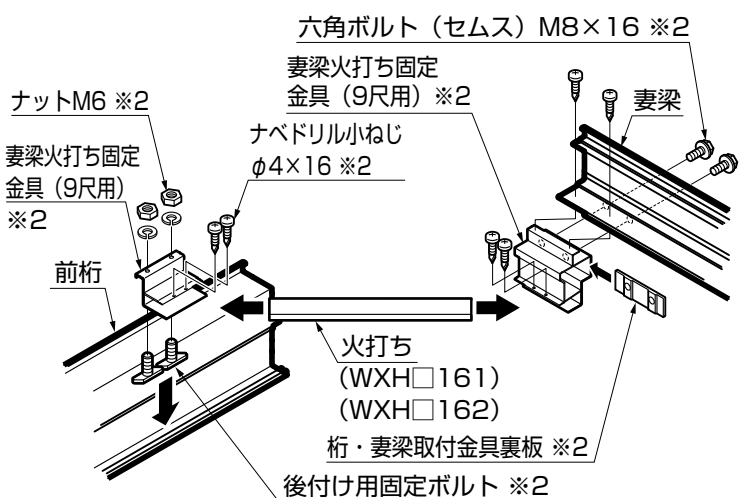 六角ボルト（セムス）M8×16 ※2
妻梁火打ち固定
金具（9尺用）※2
妻梁
ナットM6 ※2
ナベドリル小ねじ
φ4×16 ※2
妻梁火打ち固定
金具（9尺用）
※2
前桁
火打ち
（WXH□161）
（WXH□162）
桁・妻梁取付金具裏板 ※2
後付け用固定ボルト ※2